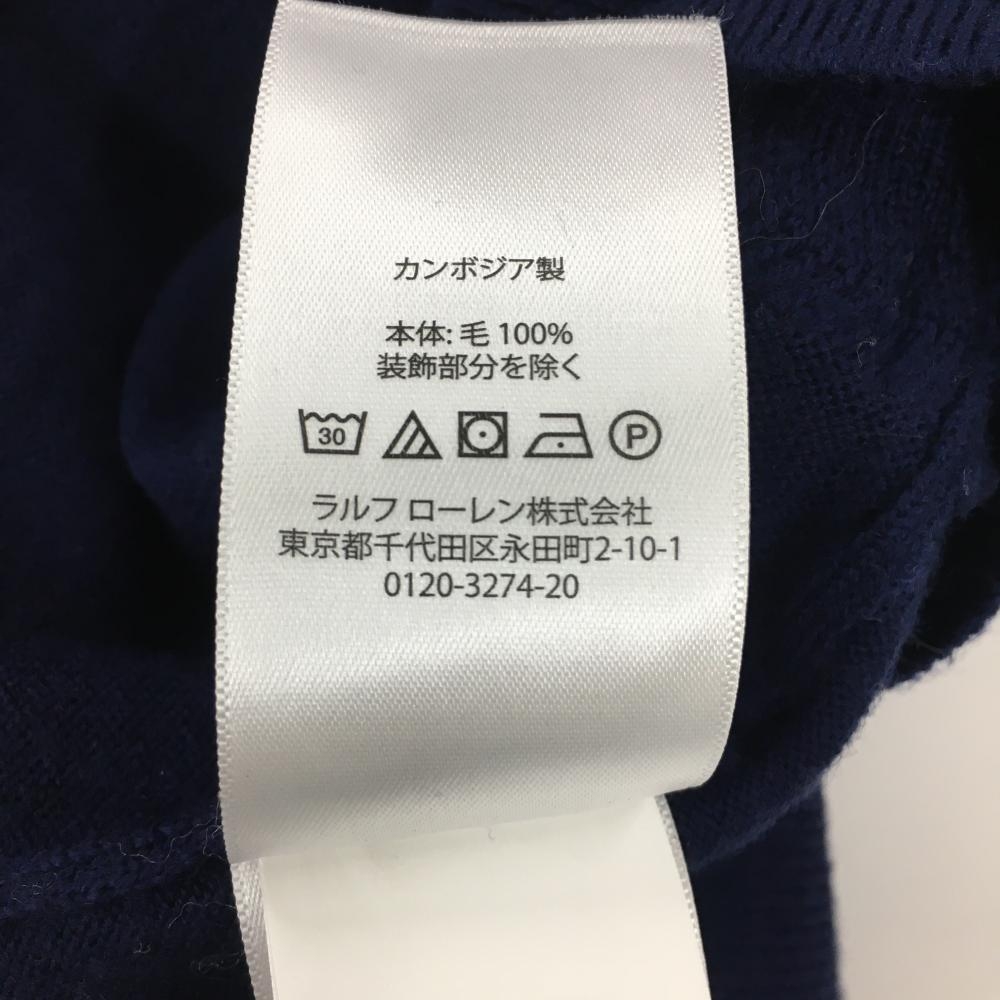 カンボジア製
本体: 毛 100%
装飾部分を除く
30 P
ラルフ ローレン株式会社
東京都千代田区永田町2-10-1
0120-3274-20